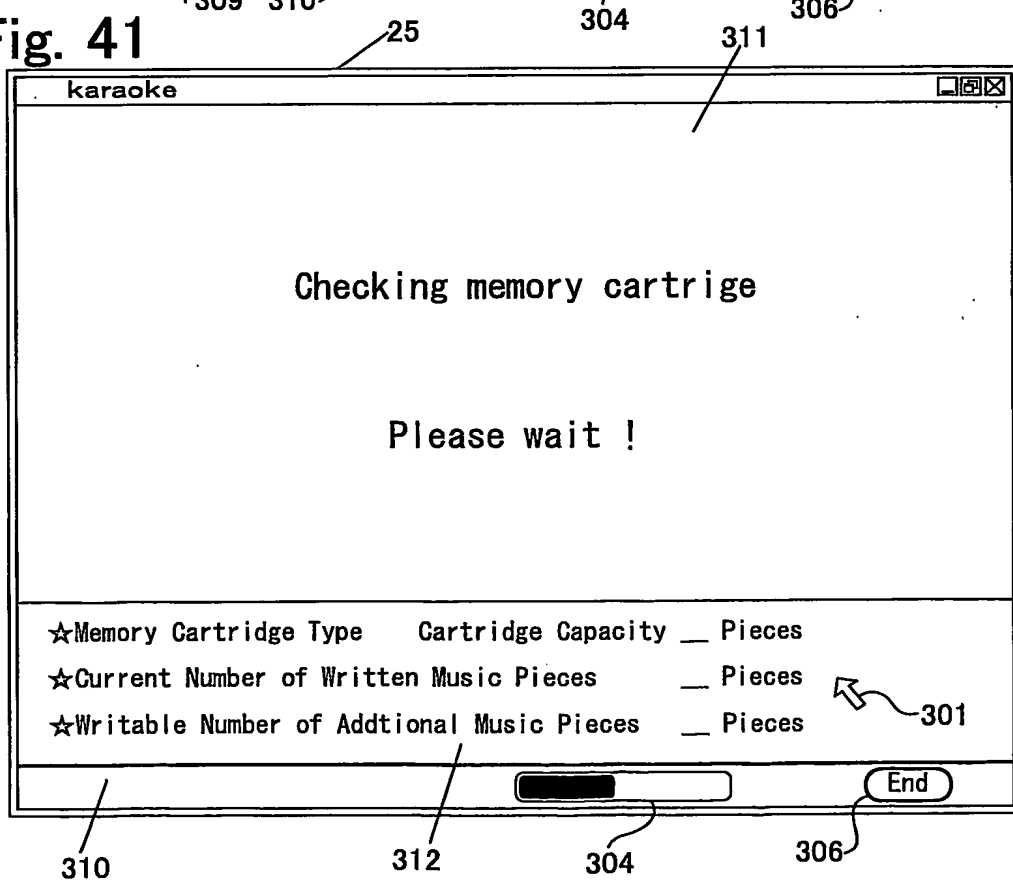 309 310
304
306
Fig. 41
25
311
karaoke
Checking memory cartrige
Please wait !
☆Memory Cartridge Type Cartridge Capacity __ Pieces
☆Current Number of Written Music Pieces __ Pieces
☆Writable Number of Addtional Music Pieces __ Pieces
301
End
310
312
304
306